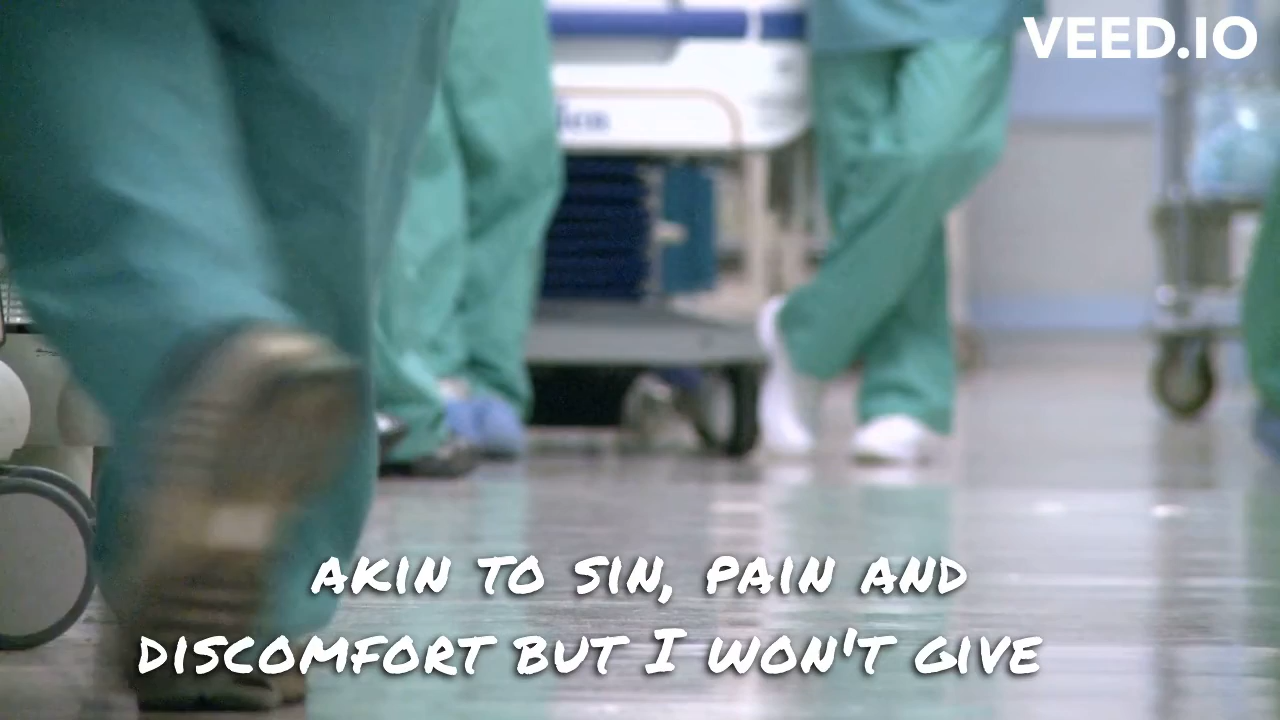 VEED.IO
AKIN TO SIN, PAIN AND
DISCOMFORT BUT I WON'T GIVE